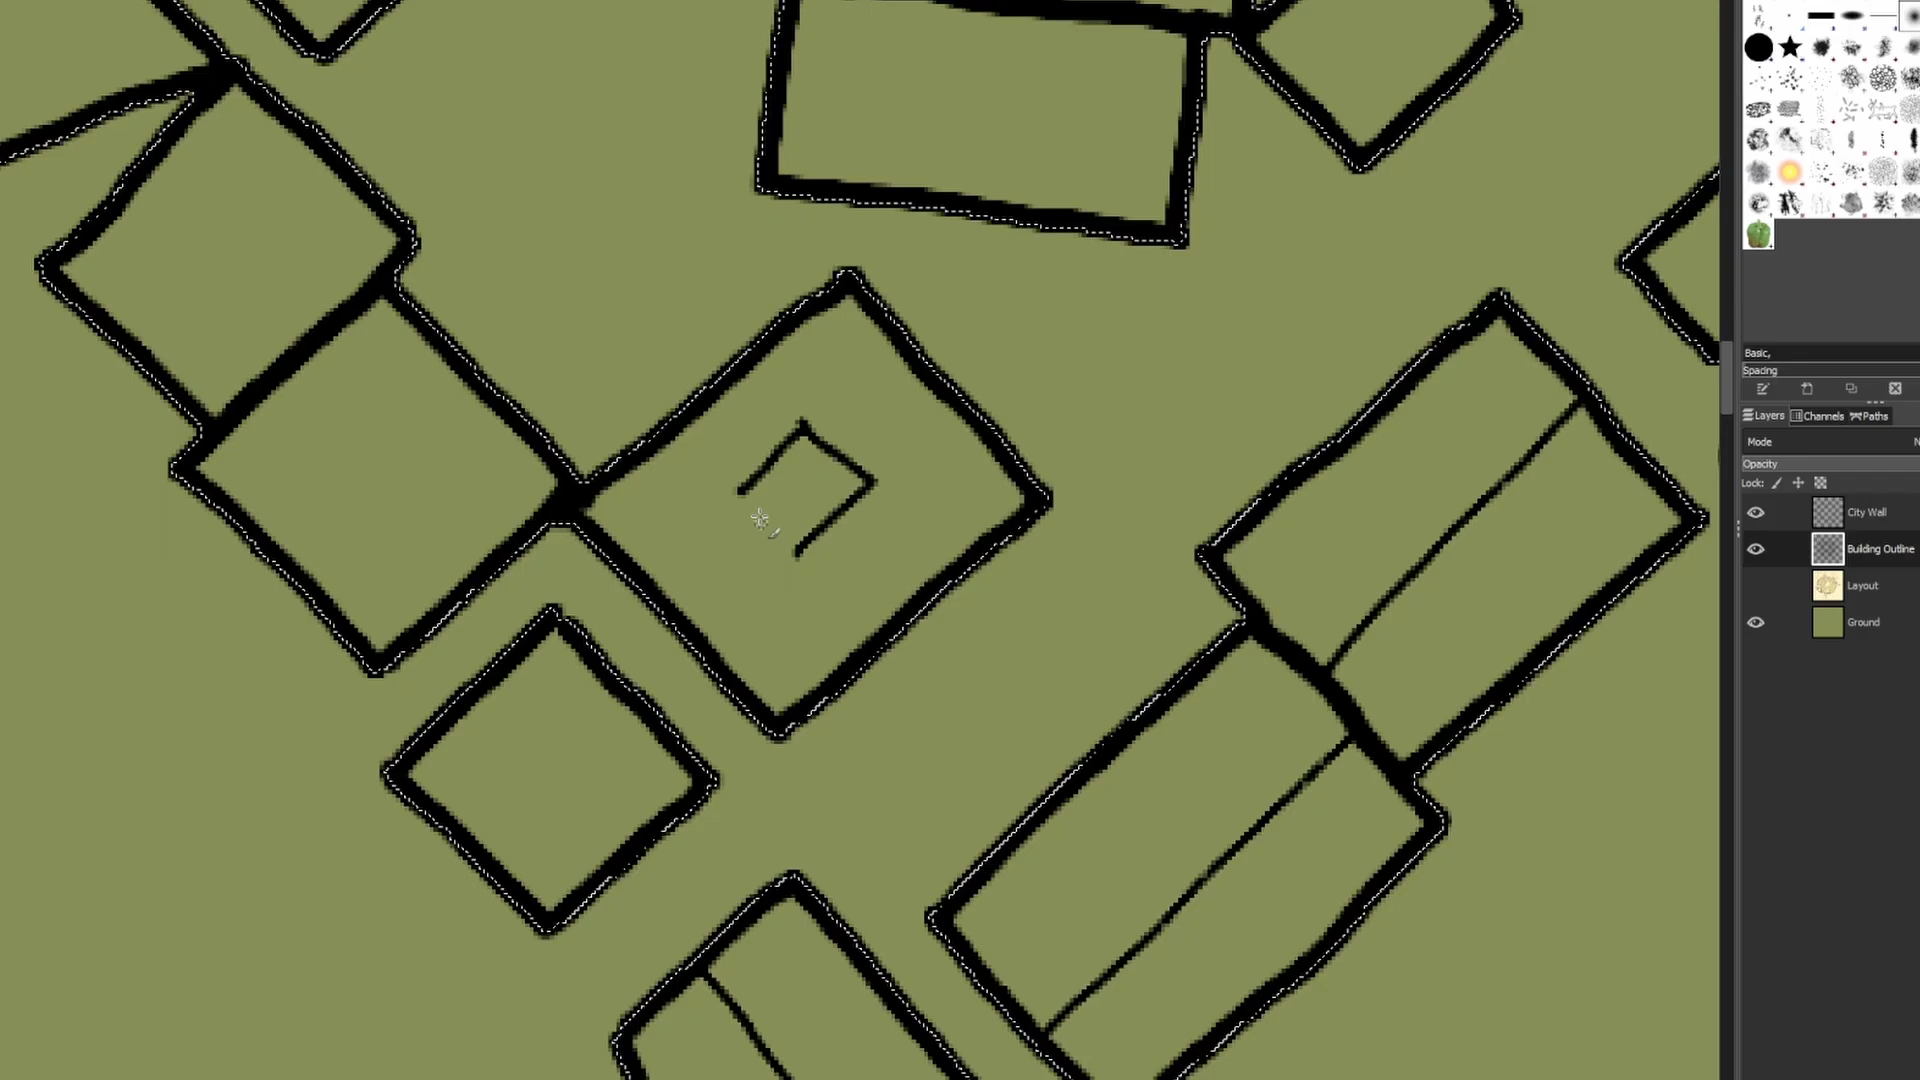 Basic,
Spacing
Layers Channels Paths
Mode N
Opacity
Lock:
City Wall
Building Outline
Layout
Ground